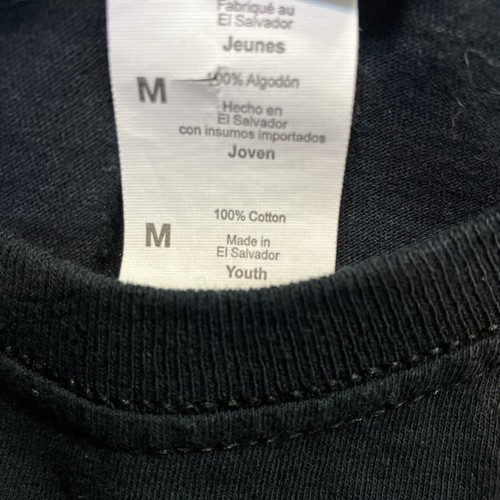 Fabriqué au
El Salvador
Jeunes
M
100% Algodón
Hecho en
El Salvador
con insumos importados
Joven
M
100% Cotton
Made in
El Salvador
Youth